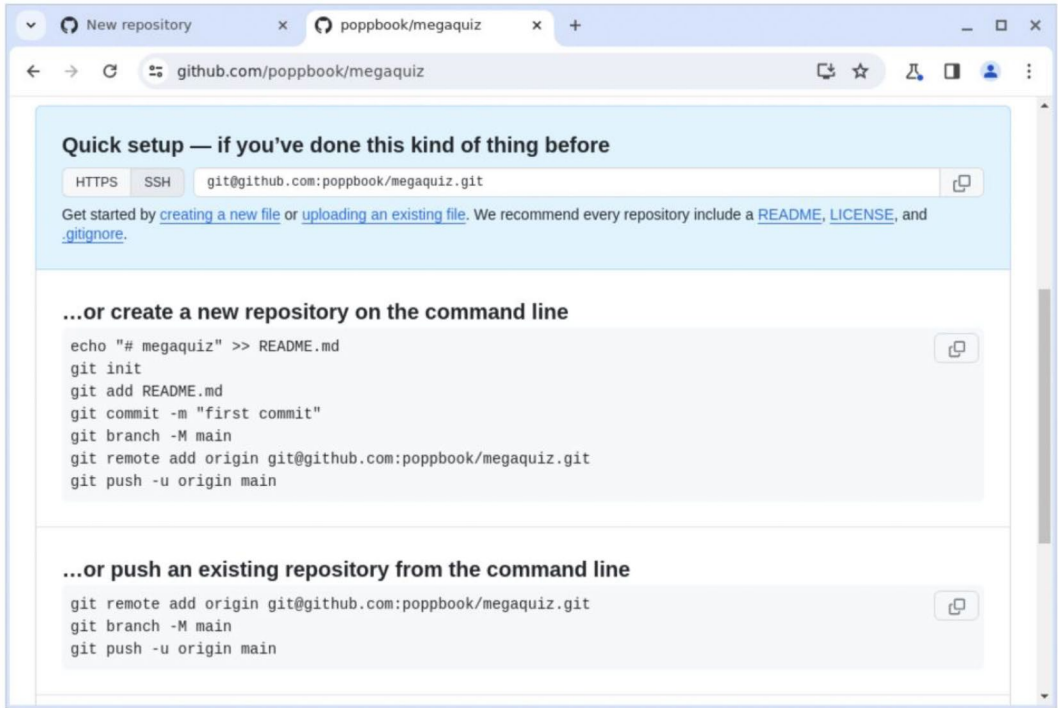 New repository
poppbook/megaquiz
github.com/poppbook/megaquiz
Quick setup — if you’ve done this kind of thing before
HTTPS SSH git@github.com:poppbook/megaquiz.git
Get started by creating a new file or uploading an existing file. We recommend every repository include a README, LICENSE, and
.gitignore.
…or create a new repository on the command line
echo "# megaquiz" >> README.md
git init
git add README.md
git commit -m "first commit"
git branch -M main
git remote add origin git@github.com:poppbook/megaquiz.git
git push -u origin main
…or push an existing repository from the command line
git remote add origin git@github.com:poppbook/megaquiz.git
git branch -M main
git push -u origin main